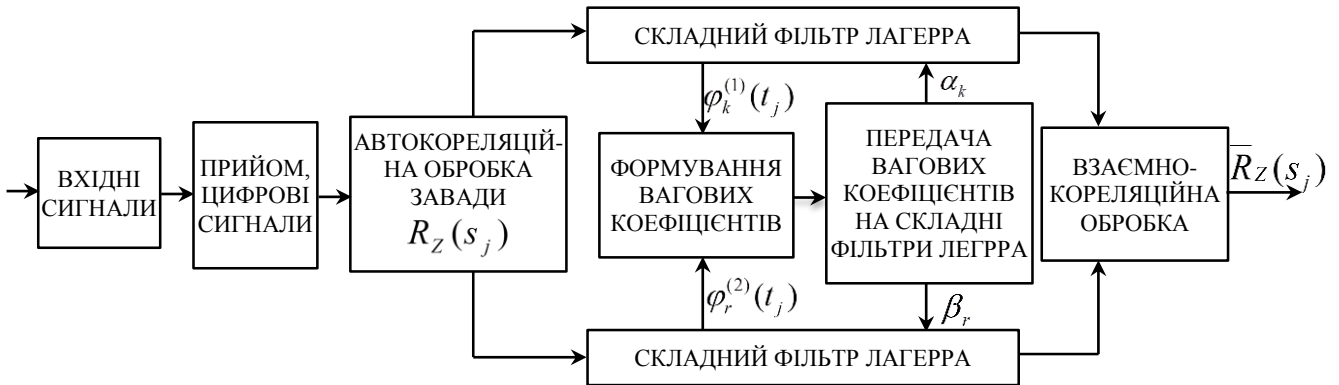 СКЛАДНИЙ ФІЛЬТР ЛАГЕРРА
φ_k^{(1)}(t_j)
α_k
ВХІДНІ
СИГНАЛИ
ПРИЙОМ,
ЦИФРОВІ
СИГНАЛИ
АВТОКОРЕЛЯЦІЙ-
НА ОБРОБКА
ЗАВАДИ
R_Z(s_j)
ФОРМУВАННЯ
ВАГОВИХ
КОЕФІЦІЄНТІВ
ПЕРЕДАЧА
ВАГОВИХ
КОЕФІЦІЄНТІВ
НА СКЛАДНІ
ФІЛЬТРИ ЛЕГРРА
ВЗАЄМНО-
КОРЕЛЯЦІЙНА
ОБРОБКА
R̅_Z(s_j)
φ_r^{(2)}(t_j)
β_r
СКЛАДНИЙ ФІЛЬТР ЛАГЕРРА